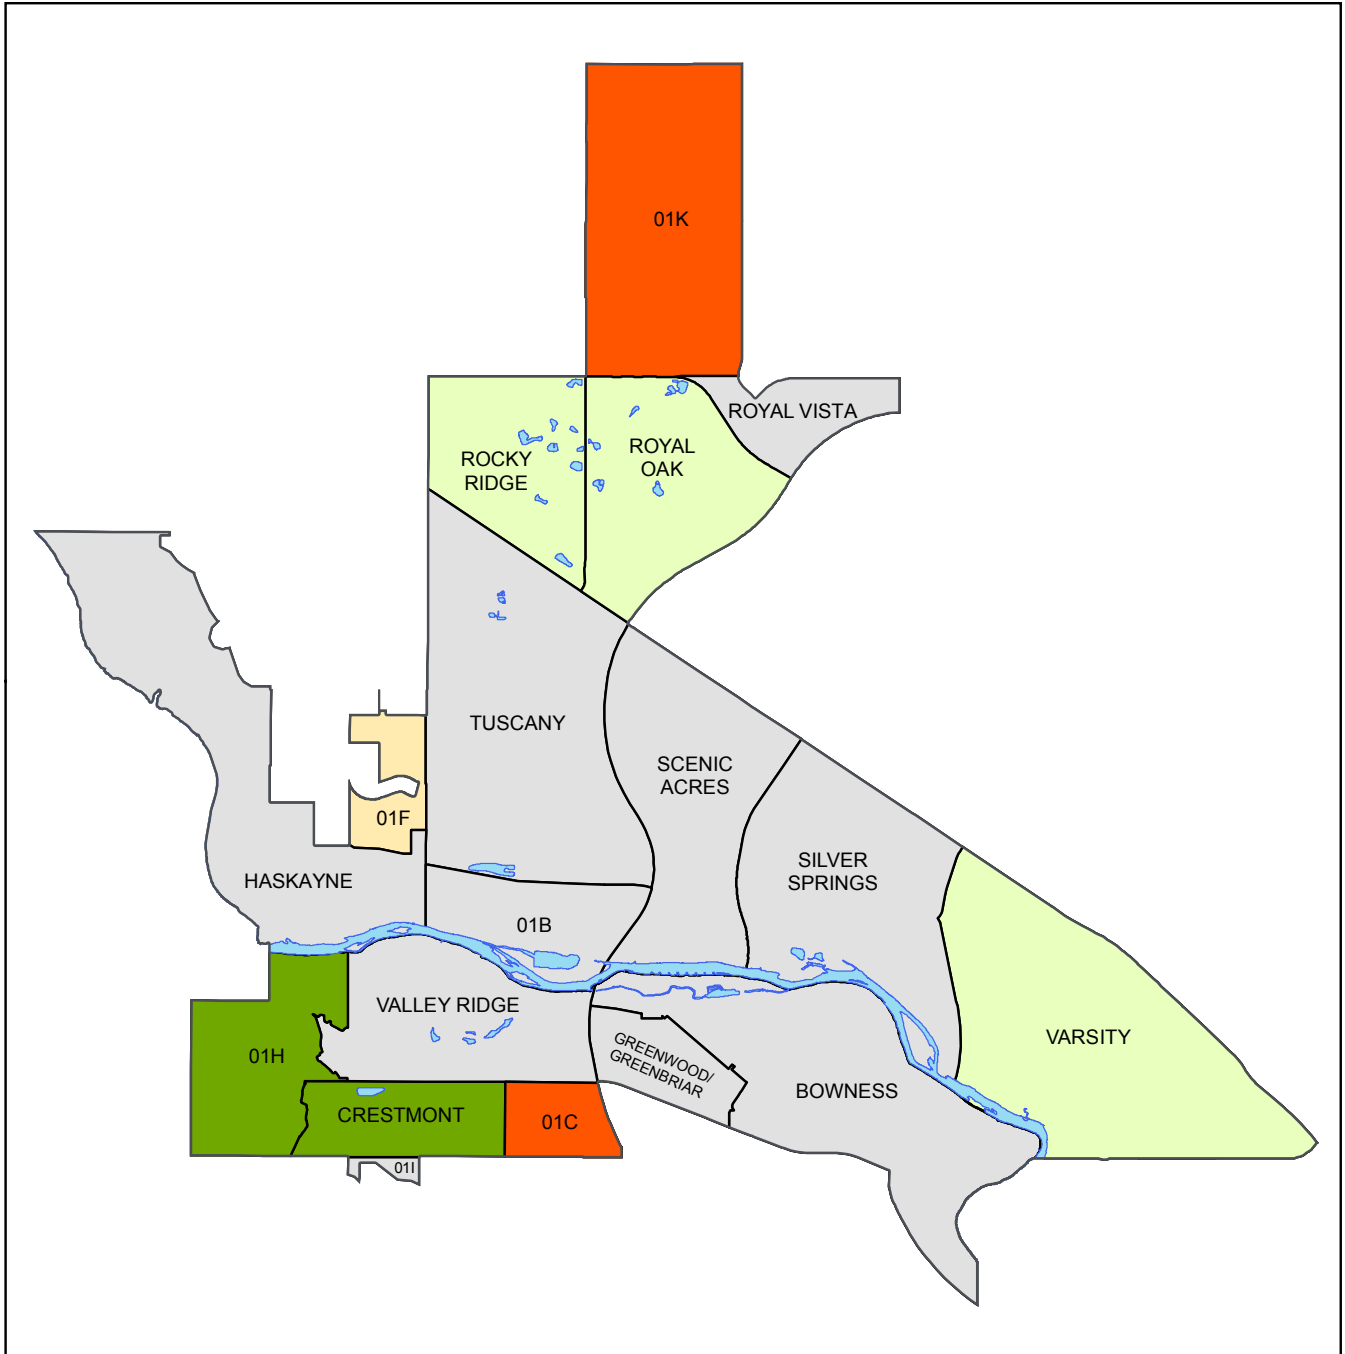 01K
ROYAL VISTA
ROCKY
RIDGE
ROYAL
OAK
TUSCANY
SCENIC
ACRES
01F
HASKAYNE
SILVER
SPRINGS
01B
VALLEY RIDGE
01H
GREENWOOD/
GREENBRIAR
VARSITY
BOWNESS
CRESTMONT
01C
01I